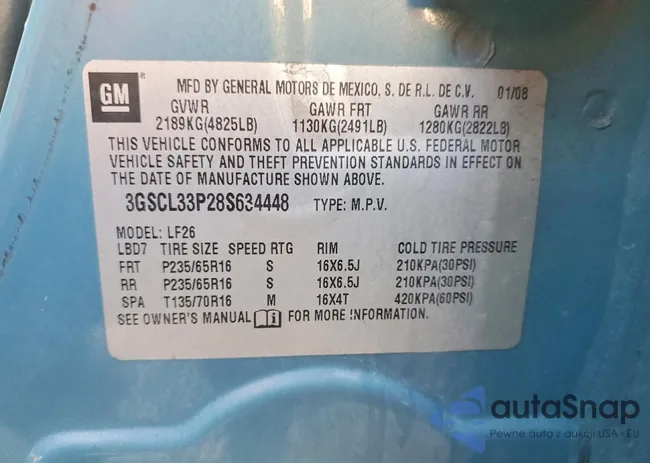 GM ® MFD BY GENERAL MOTORS DE MEXICO, S. DE R.L. DE C.V. 01/08
GVWR GAWR FRT GAWR RR
2189KG(4825LB) 1130KG(2491LB) 1280KG(2822LB)
THIS VEHICLE CONFORMS TO ALL APPLICABLE U.S. FEDERAL MOTOR
VEHICLE SAFETY AND THEFT PREVENTION STANDARDS IN EFFECT ON
THE DATE OF MANUFACTURE SHOWN ABOVE.
3GSCL33P28S634448 TYPE: M.P.V.
MODEL: LF26
LBD7 TIRE SIZE SPEED RTG RIM COLD TIRE PRESSURE
FRT P235/65R16 S 16X6.5J 210KPA(30PSI)
RR P235/65R16 S 16X6.5J 210KPA(30PSI)
SPA T135/70R16 M 16X4T 420KPA(60PSI)
SEE OWNER'S MANUAL i FOR MORE INFORMATION.
autaSnap
Pewne auta z aukcji USA i EU